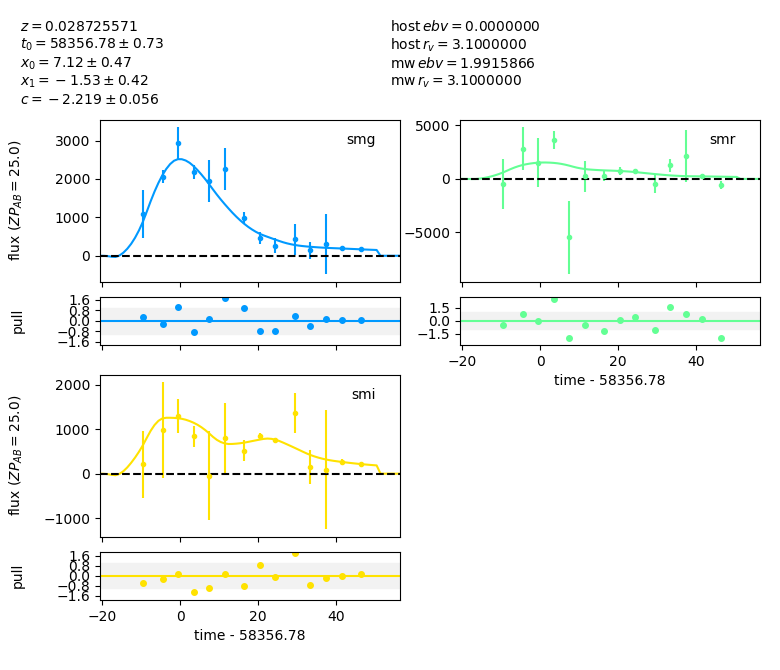 z = 0.028725571
t₀ = 58356.78 ± 0.73
x₀ = 7.12 ± 0.47
x₁ = −1.53 ± 0.42
c = −2.219 ± 0.056
host ebv = 0.0000000
host r_v = 3.1000000
mw ebv = 1.9915866
mw r_v = 3.1000000
smg
flux (ZP_AB = 25.0)
3000
2000
1000
0
smr
5000
0
−5000
pull
1.6
0.8
0.0
−0.8
−1.6
1.5
0.0
−1.5
−20
0
20
40
time - 58356.78
smi
flux (ZP_AB = 25.0)
2000
1000
0
−1000
pull
1.6
0.8
0.0
−0.8
−1.6
−20
0
20
40
time - 58356.78